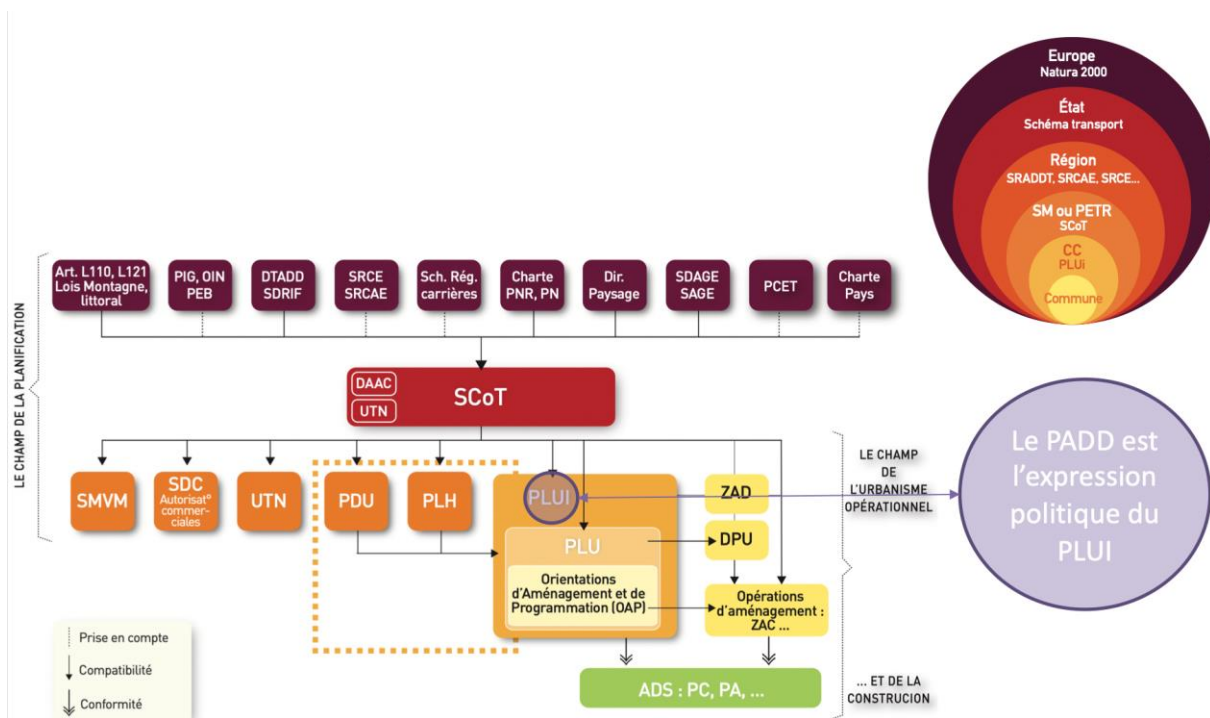 Europe
Natura 2000
État
Schéma transport
Région
SRADDT, SRCAE, SRCE...
SM ou PETR
SCoT
CC
PLUi
Commune
LE CHAMP DE LA PLANIFICATION
Art. L110, L121
Lois Montagne,
littoral
PIG, OIN
PEB
DTADD
SDRIF
SRCE
SRCAE
Sch. Rég.
carrières
Charte
PNR, PN
Dir.
Paysage
SDAGE
SAGE
PCET
Charte
Pays
DAAC
UTN
SCoT
SMVM
SDC
Autorisat°
commer-
ciales
UTN
PDU
PLH
PLUI
PLU
Orientations
d'Aménagement et de
Programmation (OAP)
ZAD
DPU
Opérations
d'aménagement :
ZAC ...
LE CHAMP
DE
L'URBANISME
OPÉRATIONNEL
Le PADD est
l'expression
politique du
PLUI
Prise en compte
Compatibilité
Conformité
ADS : PC, PA, ...
... ET DE LA
CONSTRUCION